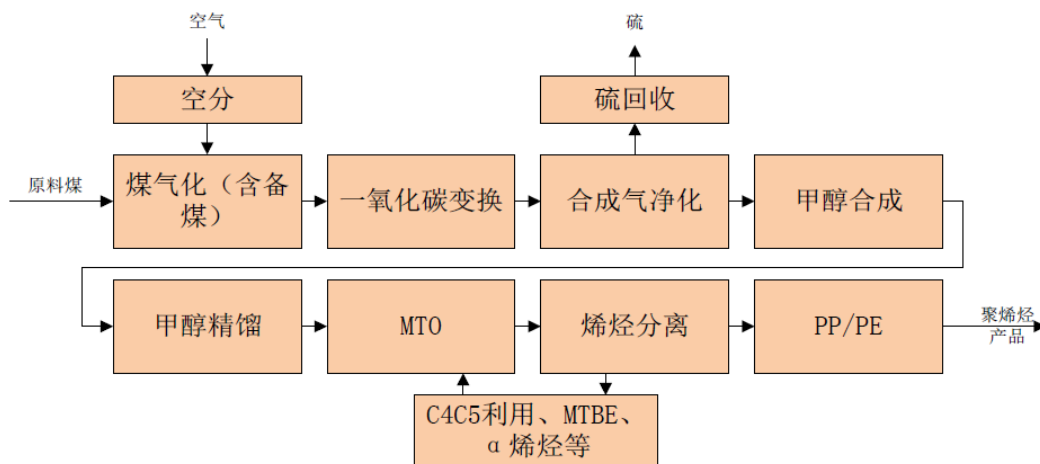 空气
硫
空分
硫回收
原料煤
煤气化（含备
煤）
一氧化碳变换
合成气净化
甲醇合成
甲醇精馏
MTO
烯烃分离
PP/PE
聚烯烃
产品
C4C5利用、MTBE、
α烯烃等